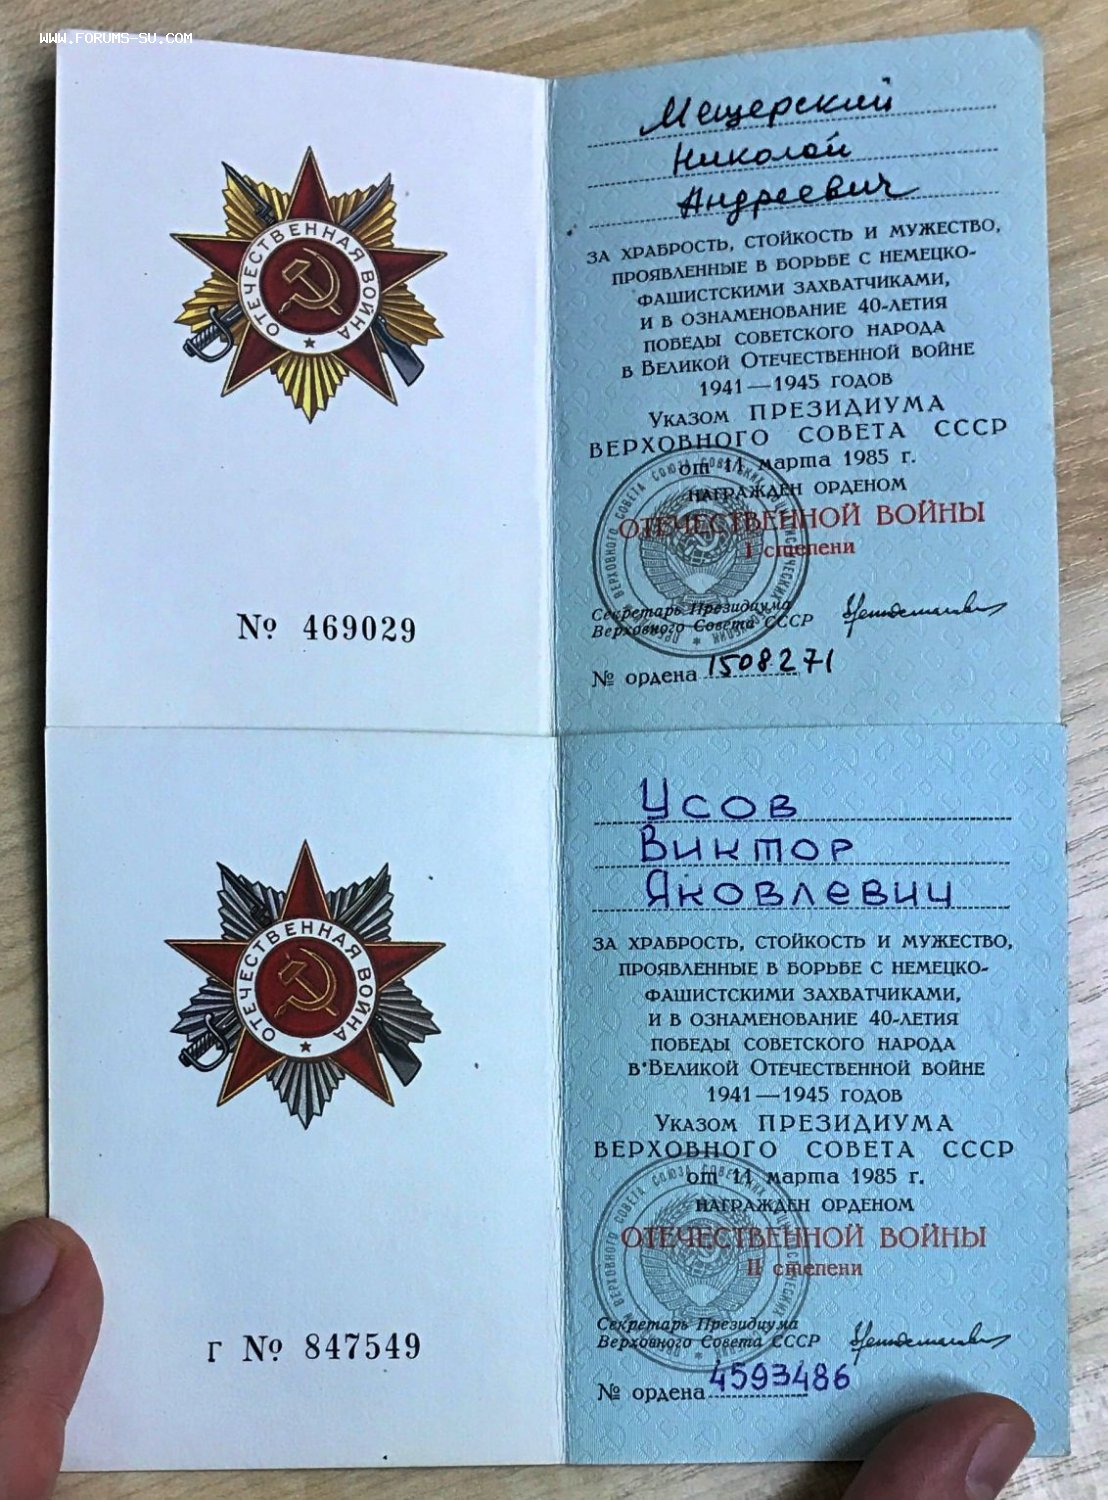 WWW.FORUMS-SU.COM
ОТЕЧЕСТВЕННАЯ ВОЙНА
№ 469029
Мещерский
Николай
Андреевич
ЗА ХРАБРОСТЬ, СТОЙКОСТЬ И МУЖЕСТВО,
ПРОЯВЛЕННЫЕ В БОРЬБЕ С НЕМЕЦКО-
ФАШИСТСКИМИ ЗАХВАТЧИКАМИ,
И В ОЗНАМЕНОВАНИЕ 40-ЛЕТИЯ
ПОБЕДЫ СОВЕТСКОГО НАРОДА
В ВЕЛИКОЙ ОТЕЧЕСТВЕННОЙ ВОЙНЕ
1941—1945 ГОДОВ
УКАЗОМ ПРЕЗИДИУМА
ВЕРХОВНОГО СОВЕТА СССР
от 11 марта 1985 г.
НАГРАЖДЕН ОРДЕНОМ
ОТЕЧЕСТВЕННОЙ ВОЙНЫ
I степени
Секретарь Президиума
Верховного Совета СССР
№ ордена 1508271
ОТЕЧЕСТВЕННАЯ ВОЙНА
г № 847549
Усов
Виктор
Яковлевич
ЗА ХРАБРОСТЬ, СТОЙКОСТЬ И МУЖЕСТВО,
ПРОЯВЛЕННЫЕ В БОРЬБЕ С НЕМЕЦКО-
ФАШИСТСКИМИ ЗАХВАТЧИКАМИ,
И В ОЗНАМЕНОВАНИЕ 40-ЛЕТИЯ
ПОБЕДЫ СОВЕТСКОГО НАРОДА
В ВЕЛИКОЙ ОТЕЧЕСТВЕННОЙ ВОЙНЕ
1941—1945 ГОДОВ
УКАЗОМ ПРЕЗИДИУМА
ВЕРХОВНОГО СОВЕТА СССР
от 11 марта 1985 г.
НАГРАЖДЕН ОРДЕНОМ
ОТЕЧЕСТВЕННОЙ ВОЙНЫ
II степени
Секретарь Президиума
Верховного Совета СССР
№ ордена 4593486